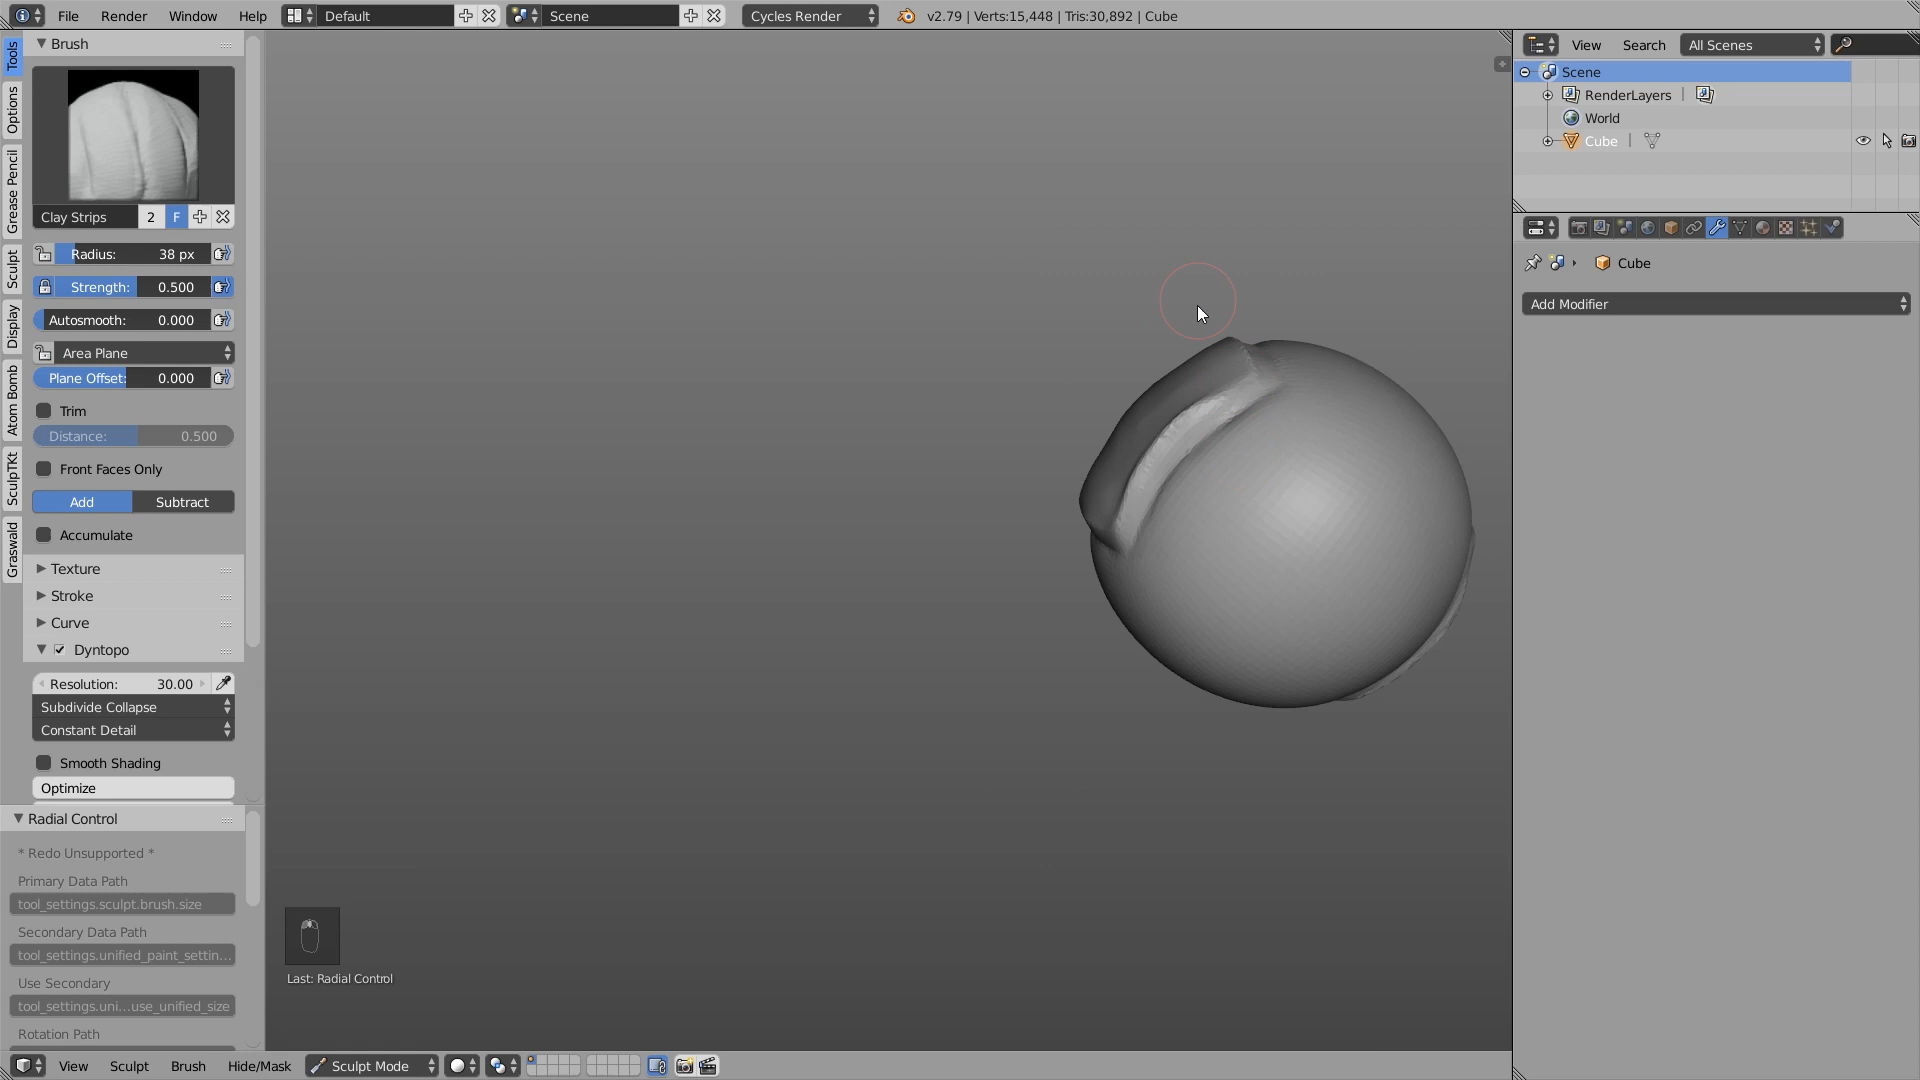 File Render Window Help Default Scene Cycles Render v2.79 | Verts:15,448 | Tris:30,892 | Cube
Tools
Options
Grease Pencil
Sculpt
Display
Atom Bomb
SculpTKt
Graswald
Brush
Clay Strips 2 F
Radius: 38 px
Strength: 0.500
Autosmooth: 0.000
Area Plane
Plane Offset: 0.000
Trim
Distance: 0.500
Front Faces Only
Add Subtract
Accumulate
Texture
Stroke
Curve
Dyntopo
Resolution: 30.00
Subdivide Collapse
Constant Detail
Smooth Shading
Optimize
Radial Control
* Redo Unsupported *
Primary Data Path
tool_settings.sculpt.brush.size
Secondary Data Path
tool_settings.unified_paint_settin...
Use Secondary
tool_settings.uni...use_unified_size
Rotation Path
Last: Radial Control
View Sculpt Brush Hide/Mask Sculpt Mode
View Search All Scenes
Scene
RenderLayers |
World
Cube |
Cube
Add Modifier